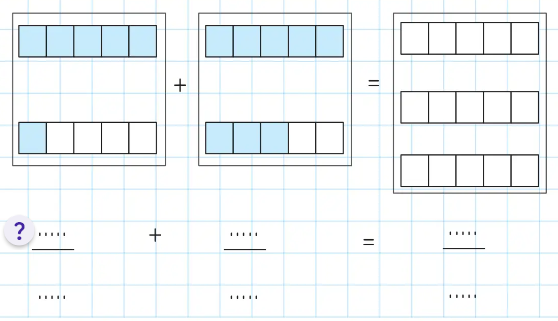 + =
? ..... + ..... = .....
..... ..... .....